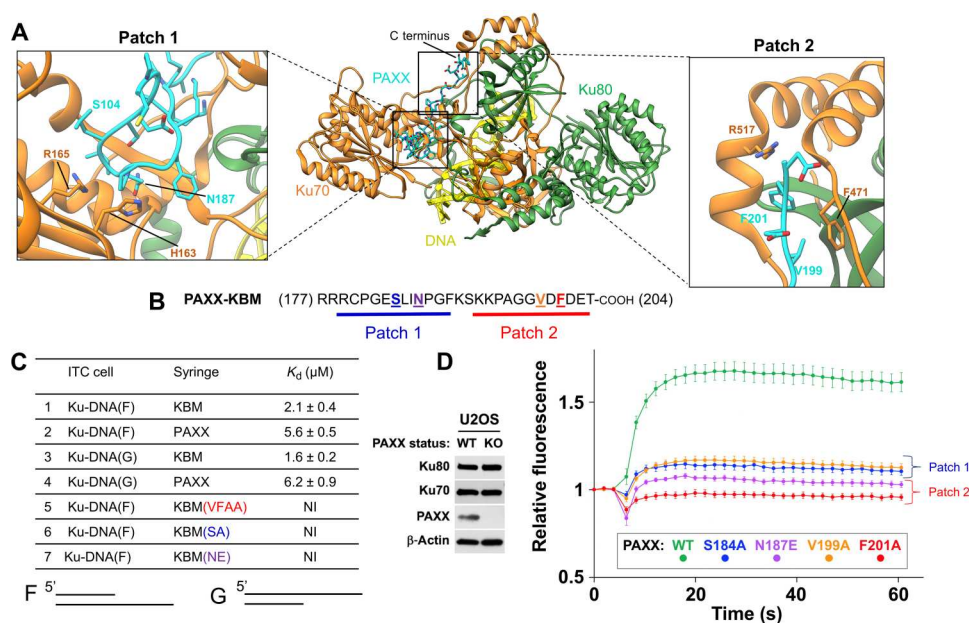 A
Patch 1
S104
R165
N187
H163
C terminus
PAXX
Ku80
Ku70
DNA
Patch 2
R517
F471
F201
V199
B PAXX-KBM (177) RRRCPGESLINPGFKSKKPAGGVDFDET-COOH (204)
Patch 1 Patch 2
C
ITC cell Syringe Kd (µM)
1 Ku-DNA(F) KBM 2.1 ± 0.4
2 Ku-DNA(F) PAXX 5.6 ± 0.5
3 Ku-DNA(G) KBM 1.6 ± 0.2
4 Ku-DNA(G) PAXX 6.2 ± 0.9
5 Ku-DNA(F) KBM(VFAA) NI
6 Ku-DNA(F) KBM(SA) NI
7 Ku-DNA(F) KBM(NE) NI
F 5’ G 5’
U2OS
PAXX status: WT KO
Ku80
Ku70
PAXX
β-Actin
D
Relative fluorescence
1.5
1
0.5
Patch 1
Patch 2
PAXX: WT S184A N187E V199A F201A
0 20 40 60
Time (s)